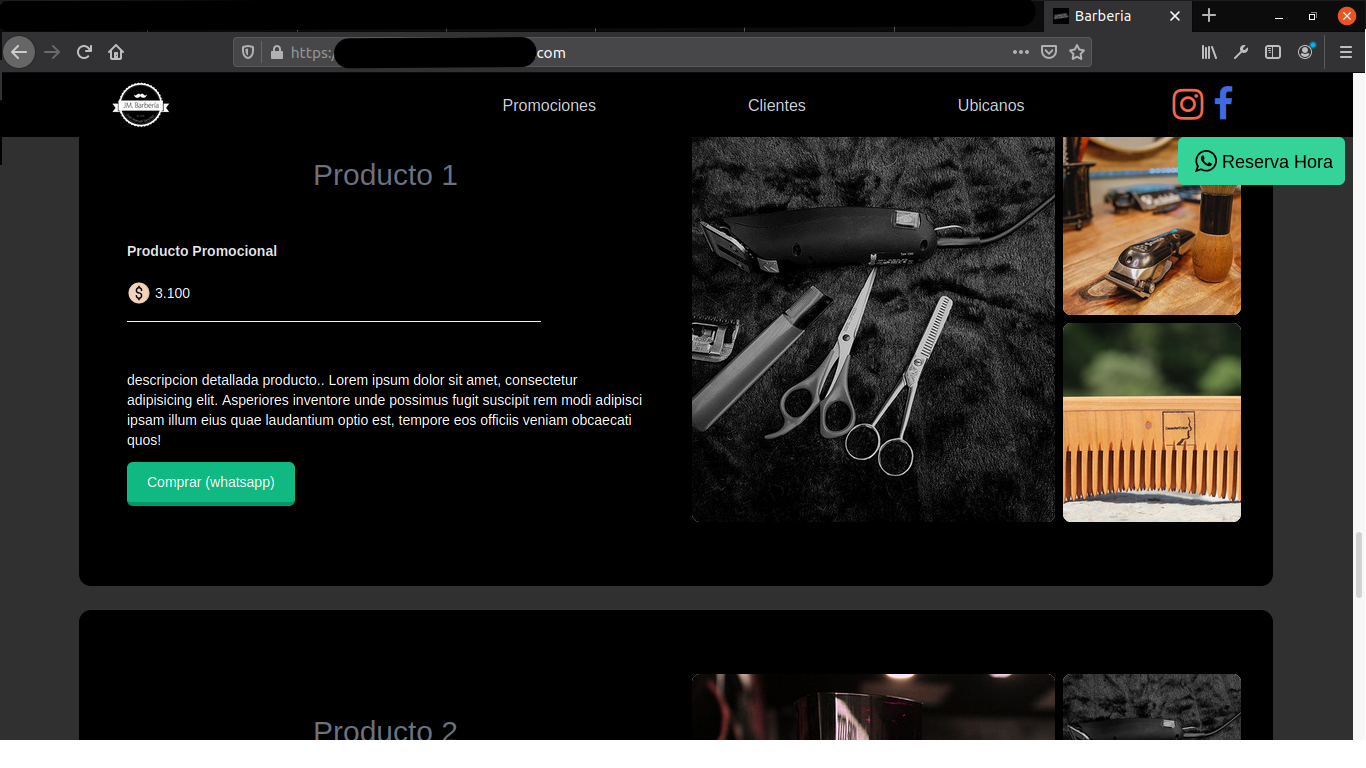 Barberia
https:
com
JM. Barberia
Promociones
Clientes
Ubicanos
Reserva Hora
Producto 1
Producto Promocional
$ 3.100
descripcion detallada producto.. Lorem ipsum dolor sit amet, consectetur
adipisicing elit. Asperiores inventore unde possimus fugit suscipit rem modi adipisci
ipsam illum eius quae laudantium optio est, tempore eos officiis veniam obcaecati
quos!
Comprar (whatsapp)
Producto 2